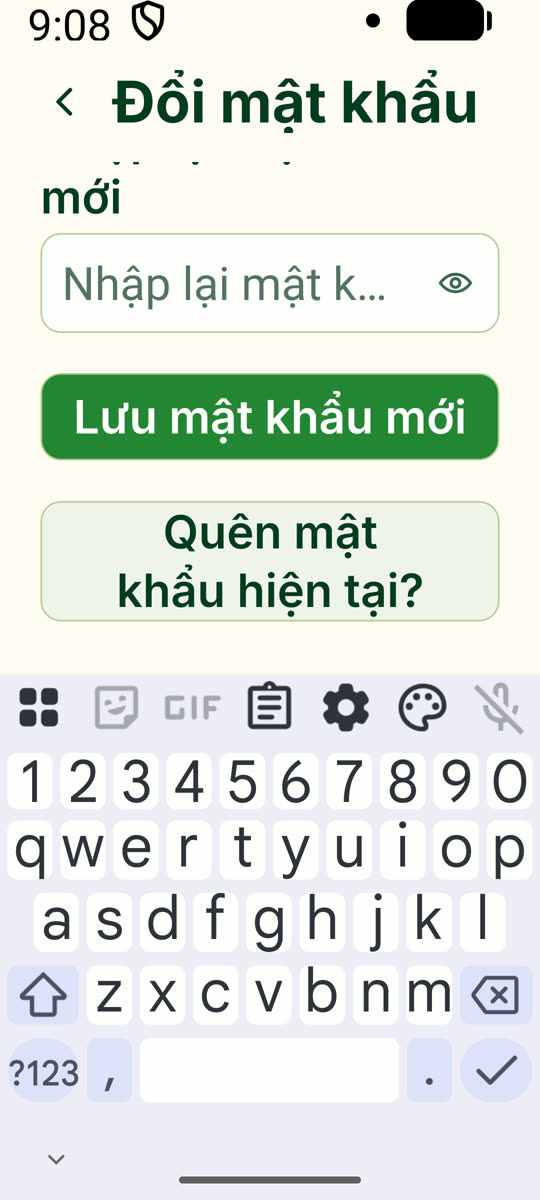 9:08
Đổi mật khẩu
mới
Nhập lại mật k...
Lưu mật khẩu mới
Quên mật
khẩu hiện tại?
GIF
1 2 3 4 5 6 7 8 9 0
q w e r t y u i o p
a s d f g h j k l
z x c v b n m
?123 , .